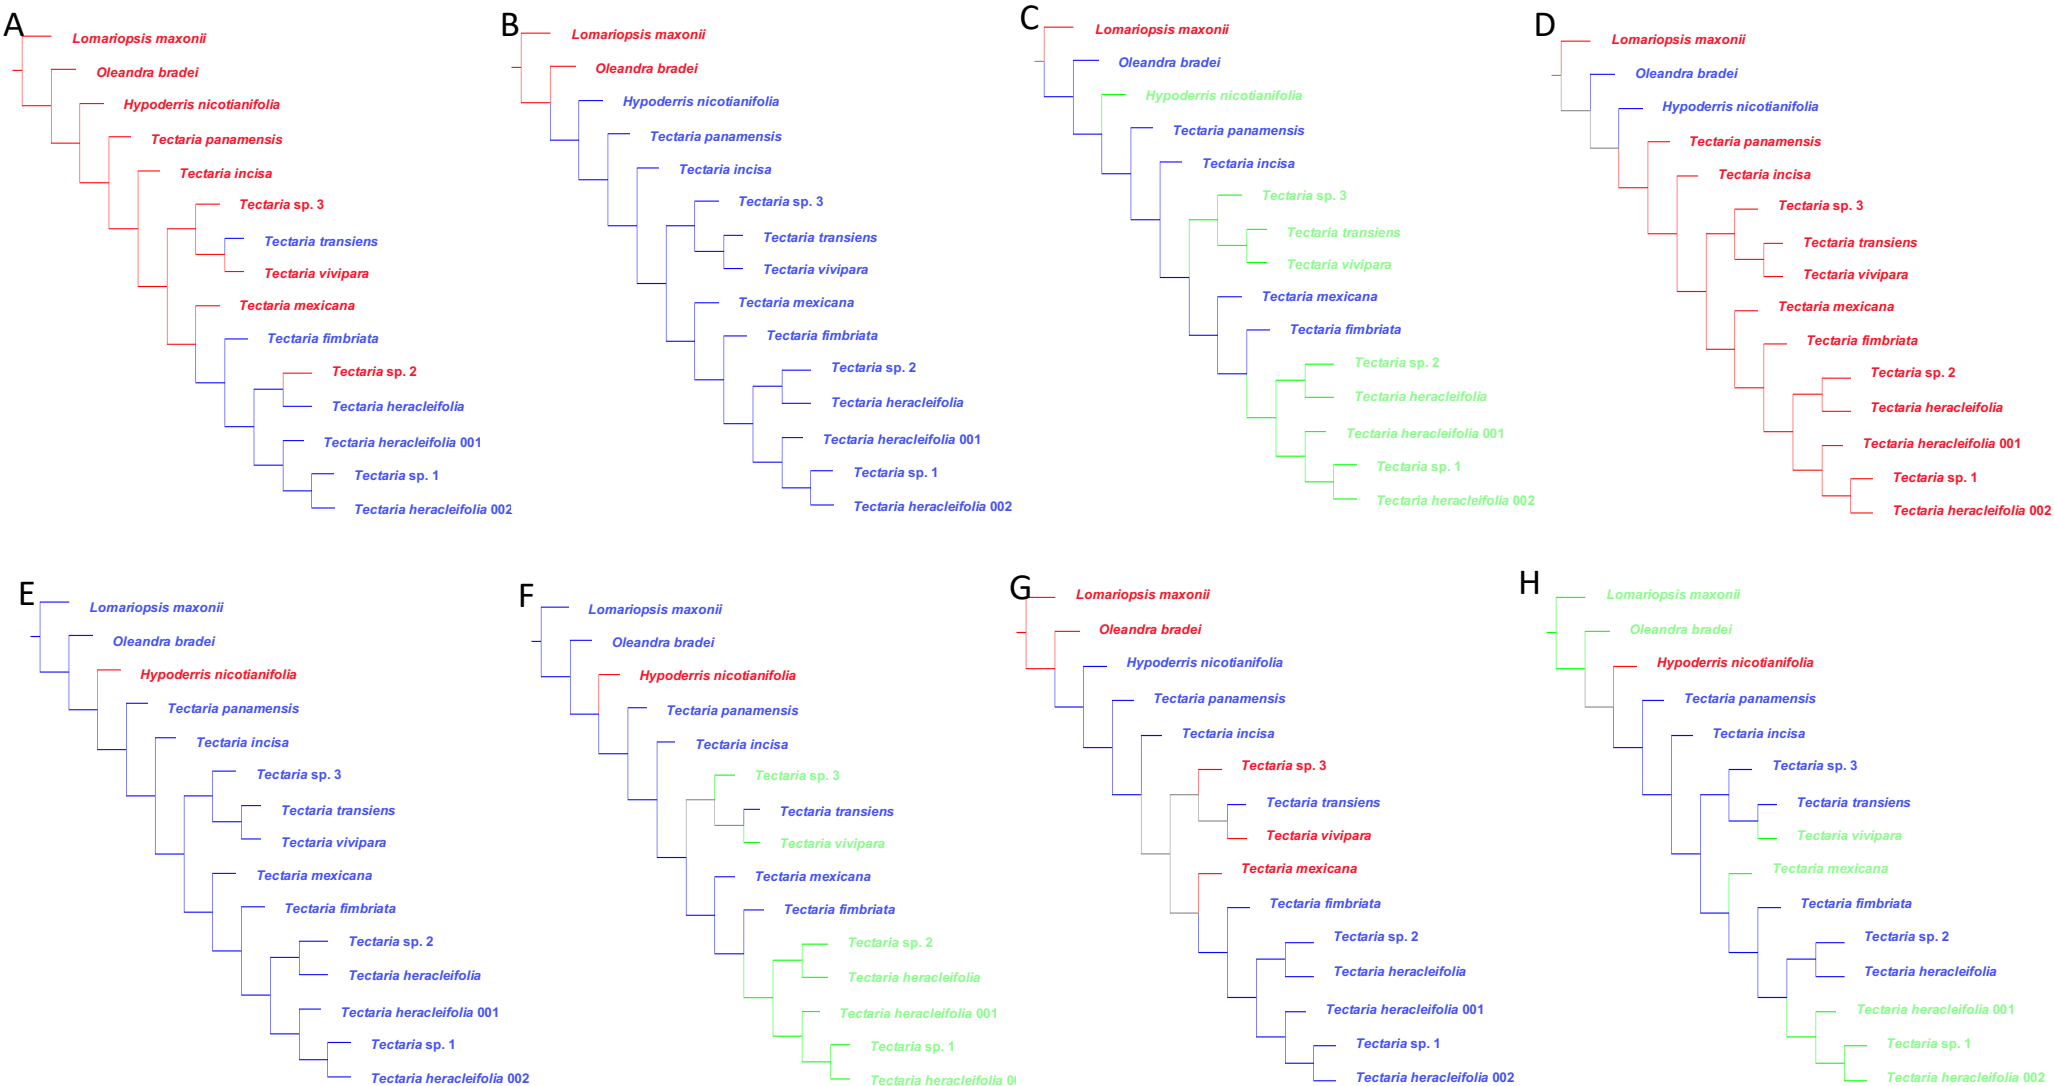 A
Lomariopsis maxonii
Oleandra bradei
Hypoderris nicotianifolia
Tectaria panamensis
Tectaria incisa
Tectaria sp. 3
Tectaria transiens
Tectaria vivipara
Tectaria mexicana
Tectaria fimbriata
Tectaria sp. 2
Tectaria heracleifolia
Tectaria heracleifolia 001
Tectaria sp. 1
Tectaria heracleifolia 002
B
Lomariopsis maxonii
Oleandra bradei
Hypoderris nicotianifolia
Tectaria panamensis
Tectaria incisa
Tectaria sp. 3
Tectaria transiens
Tectaria vivipara
Tectaria mexicana
Tectaria fimbriata
Tectaria sp. 2
Tectaria heracleifolia
Tectaria heracleifolia 001
Tectaria sp. 1
Tectaria heracleifolia 002
C
Lomariopsis maxonii
Oleandra bradei
Hypoderris nicotianifolia
Tectaria panamensis
Tectaria incisa
Tectaria sp. 3
Tectaria transiens
Tectaria vivipara
Tectaria mexicana
Tectaria fimbriata
Tectaria sp. 2
Tectaria heracleifolia
Tectaria heracleifolia 001
Tectaria sp. 1
Tectaria heracleifolia 002
D
Lomariopsis maxonii
Oleandra bradei
Hypoderris nicotianifolia
Tectaria panamensis
Tectaria incisa
Tectaria sp. 3
Tectaria transiens
Tectaria vivipara
Tectaria mexicana
Tectaria fimbriata
Tectaria sp. 2
Tectaria heracleifolia
Tectaria heracleifolia 001
Tectaria sp. 1
Tectaria heracleifolia 002
E
Lomariopsis maxonii
Oleandra bradei
Hypoderris nicotianifolia
Tectaria panamensis
Tectaria incisa
Tectaria sp. 3
Tectaria transiens
Tectaria vivipara
Tectaria mexicana
Tectaria fimbriata
Tectaria sp. 2
Tectaria heracleifolia
Tectaria heracleifolia 001
Tectaria sp. 1
Tectaria heracleifolia 002
F
Lomariopsis maxonii
Oleandra bradei
Hypoderris nicotianifolia
Tectaria panamensis
Tectaria incisa
Tectaria sp. 3
Tectaria transiens
Tectaria vivipara
Tectaria mexicana
Tectaria fimbriata
Tectaria sp. 2
Tectaria heracleifolia
Tectaria heracleifolia 001
Tectaria sp. 1
Tectaria heracleifolia
G
Lomariopsis maxonii
Oleandra bradei
Hypoderris nicotianifolia
Tectaria panamensis
Tectaria incisa
Tectaria sp. 3
Tectaria transiens
Tectaria vivipara
Tectaria mexicana
Tectaria fimbriata
Tectaria sp. 2
Tectaria heracleifolia
Tectaria heracleifolia 001
Tectaria sp. 1
Tectaria heracleifolia 002
H
Lomariopsis maxonii
Oleandra bradei
Hypoderris nicotianifolia
Tectaria panamensis
Tectaria incisa
Tectaria sp. 3
Tectaria transiens
Tectaria vivipara
Tectaria mexicana
Tectaria fimbriata
Tectaria sp. 2
Tectaria heracleifolia
Tectaria heracleifolia 001
Tectaria sp. 1
Tectaria heracleifolia 002